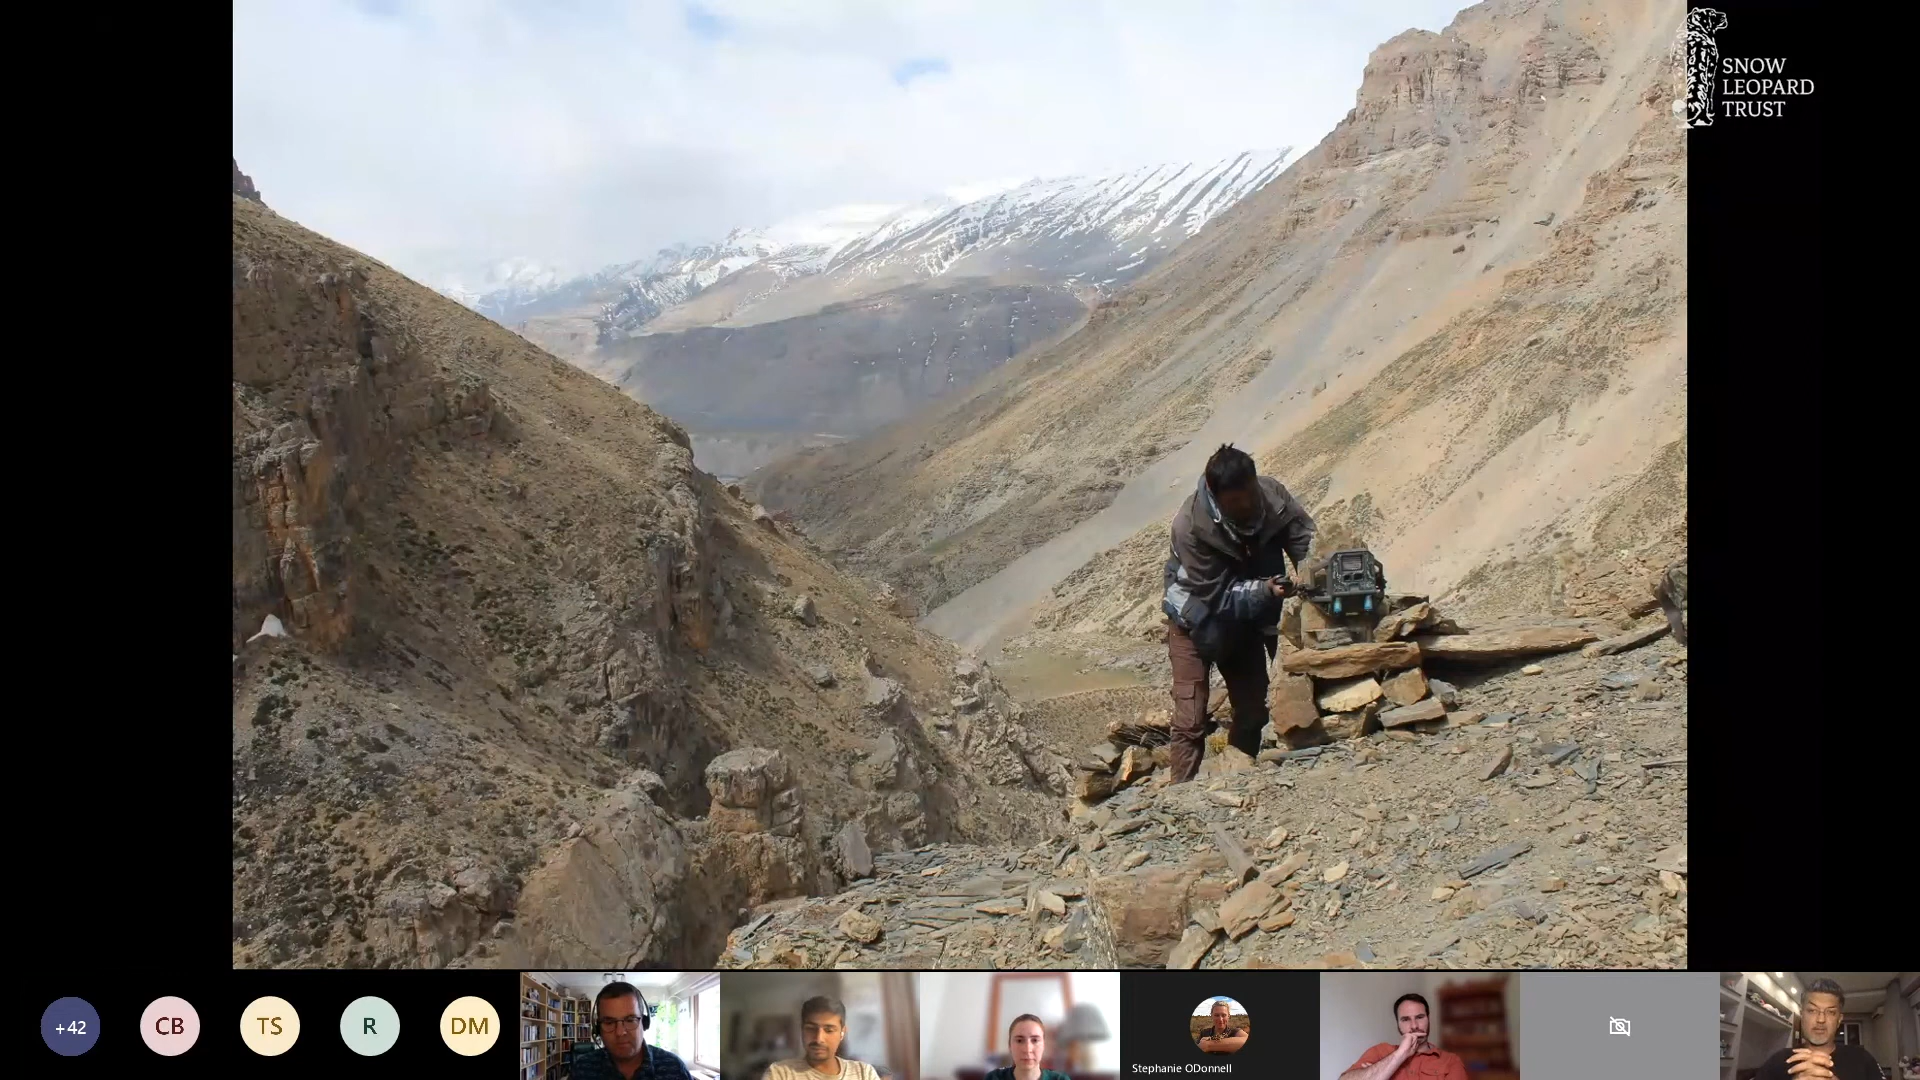 SNOW
LEOPARD
TRUST
+42
CB
TS
R
DM
Stephanie ODonnell